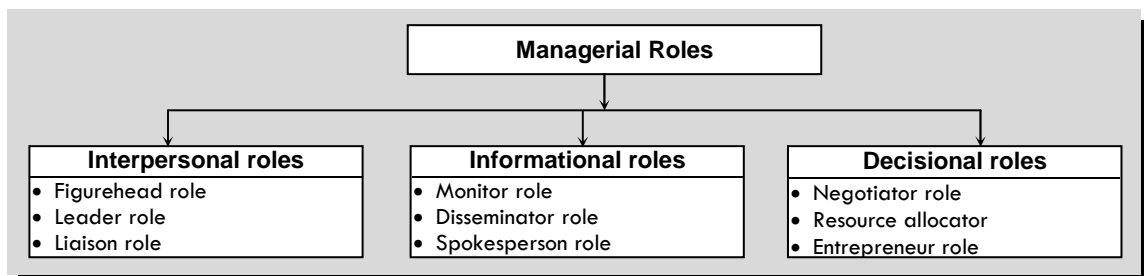 Managerial Roles
Interpersonal roles
• Figurehead role
• Leader role
• Liaison role
Informational roles
• Monitor role
• Disseminator role
• Spokesperson role
Decisional roles
• Negotiator role
• Resource allocator
• Entrepreneur role